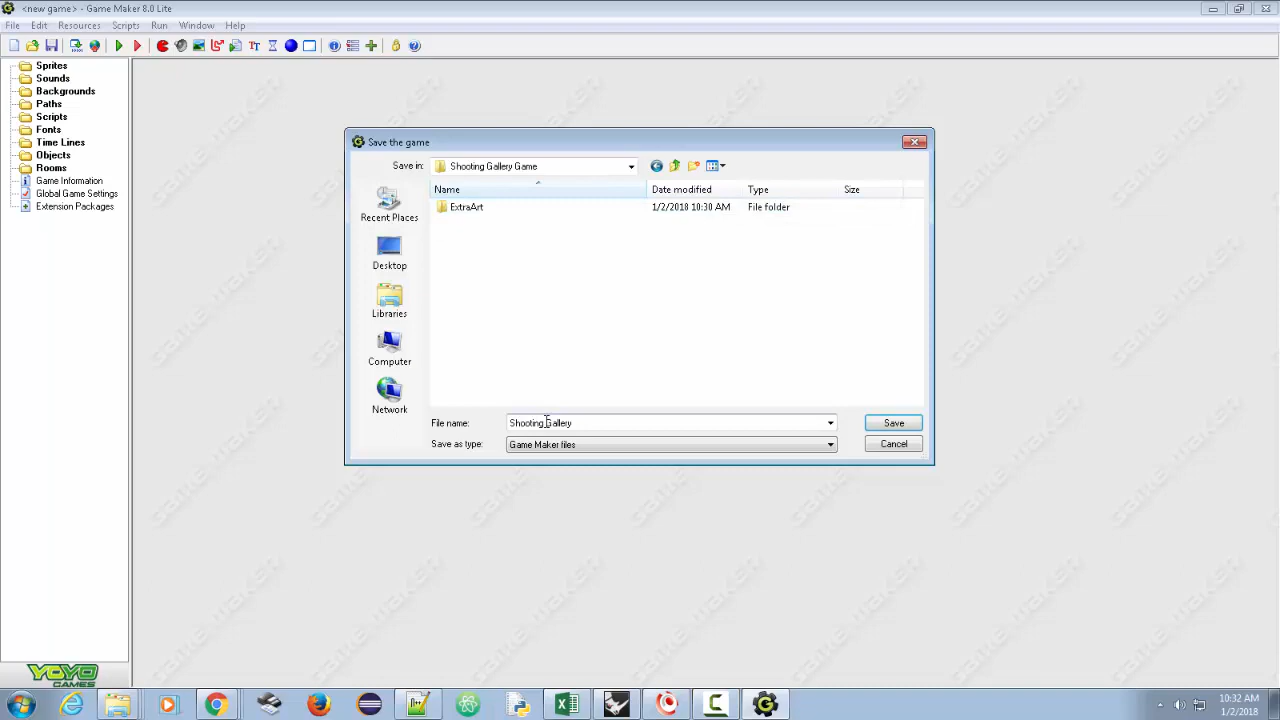 <new game> - Game Maker 8.0 Lite
File Edit Resources Scripts Run Window Help
Sprites
Sounds
Backgrounds
Paths
Scripts
Fonts
Time Lines
Objects
Rooms
Game Information
Global Game Settings
Extension Packages
Save the game
Save in: Shooting Gallery Game
Name Date modified Type Size
ExtraArt 1/2/2018 10:30 AM File folder
Recent Places
Desktop
Libraries
Computer
Network
File name: Shooting Gallery Save
Save as type: Game Maker files Cancel
YOYO
GAMES
10:32 AM
1/2/2018
game maker